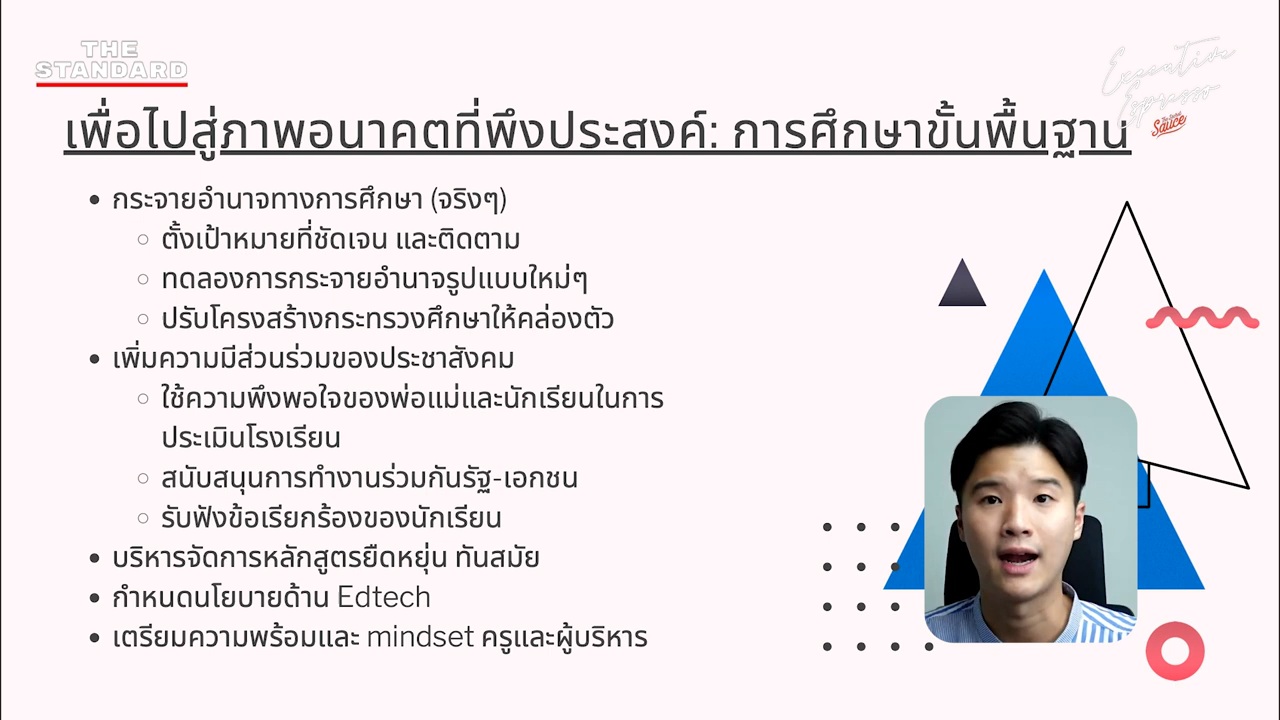 THE
STANDARD
Executive
Espresso
The Secret
Sauce
เพื่อไปสู่ภาพอนาคตที่พึงประสงค์: การศึกษาขั้นพื้นฐาน
• กระจายอำนาจทางการศึกษา (จริงๆ)
○ ตั้งเป้าหมายที่ชัดเจน และติดตาม
○ ทดลองการกระจายอำนาจรูปแบบใหม่ๆ
○ ปรับโครงสร้างกระทรวงศึกษาให้คล่องตัว
• เพิ่มความมีส่วนร่วมของประชาสังคม
○ ใช้ความพึงพอใจของพ่อแม่และนักเรียนในการ
ประเมินโรงเรียน
○ สนับสนุนการทำงานร่วมกันรัฐ-เอกชน
○ รับฟังข้อเรียกร้องของนักเรียน
• บริหารจัดการหลักสูตรยืดหยุ่น ทันสมัย
• กำหนดนโยบายด้าน Edtech
• เตรียมความพร้อมและ mindset ครูและผู้บริหาร